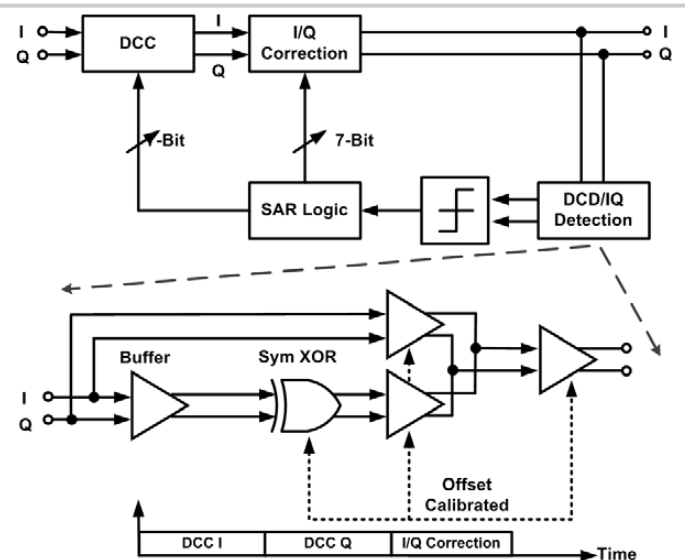 I
Q
DCC
I
Q
I/Q
Correction
I
Q
7-Bit
7-Bit
SAR Logic
DCD/IQ
Detection
Buffer
Sym XOR
I
Q
Offset
Calibrated
DCC I
DCC Q
I/Q Correction
Time